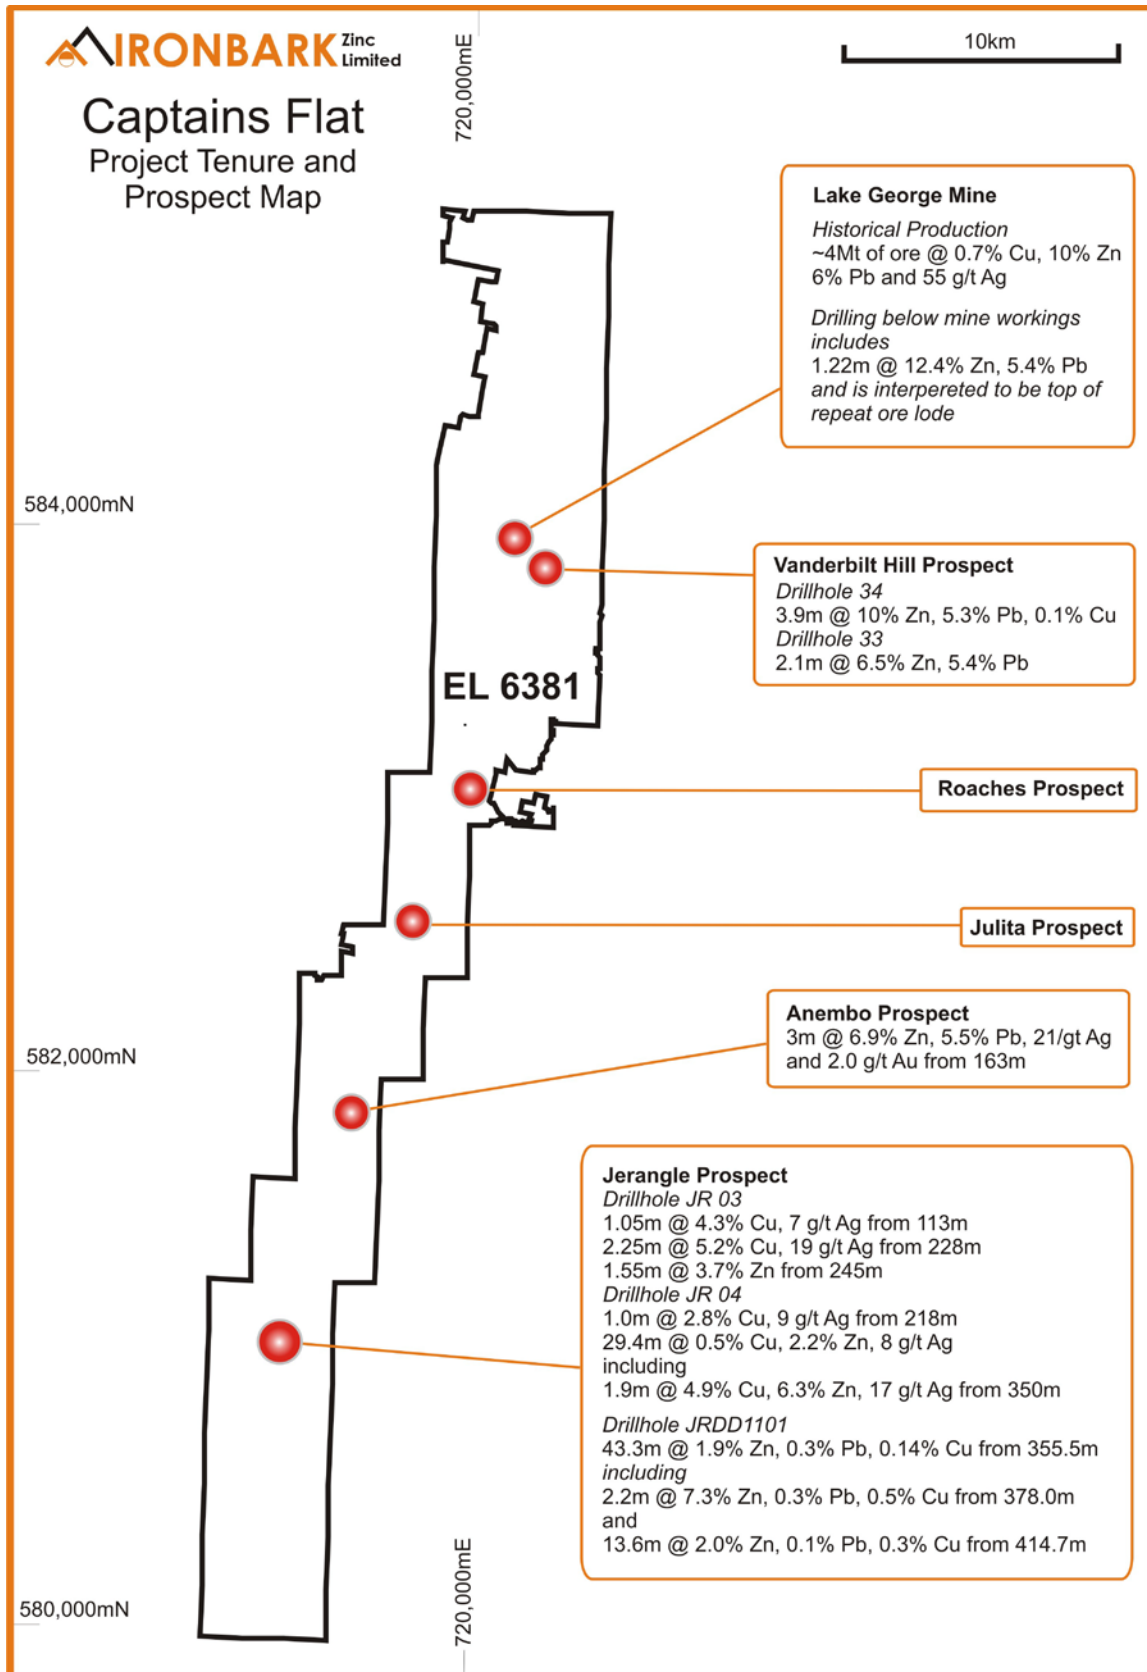 IRONBARK Zinc Limited
Captains Flat
Project Tenure and
Prospect Map
720,000mE
10km
Lake George Mine
Historical Production
~4Mt of ore @ 0.7% Cu, 10% Zn
6% Pb and 55 g/t Ag
Drilling below mine workings
includes
1.22m @ 12.4% Zn, 5.4% Pb
and is interpereted to be top of
repeat ore lode
584,000mN
Vanderbilt Hill Prospect
Drillhole 34
3.9m @ 10% Zn, 5.3% Pb, 0.1% Cu
Drillhole 33
2.1m @ 6.5% Zn, 5.4% Pb
EL 6381
Roaches Prospect
Julita Prospect
Anembo Prospect
3m @ 6.9% Zn, 5.5% Pb, 21/gt Ag
and 2.0 g/t Au from 163m
582,000mN
Jerangle Prospect
Drillhole JR 03
1.05m @ 4.3% Cu, 7 g/t Ag from 113m
2.25m @ 5.2% Cu, 19 g/t Ag from 228m
1.55m @ 3.7% Zn from 245m
Drillhole JR 04
1.0m @ 2.8% Cu, 9 g/t Ag from 218m
29.4m @ 0.5% Cu, 2.2% Zn, 8 g/t Ag
including
1.9m @ 4.9% Cu, 6.3% Zn, 17 g/t Ag from 350m
Drillhole JRDD1101
43.3m @ 1.9% Zn, 0.3% Pb, 0.14% Cu from 355.5m
including
2.2m @ 7.3% Zn, 0.3% Pb, 0.5% Cu from 378.0m
and
13.6m @ 2.0% Zn, 0.1% Pb, 0.3% Cu from 414.7m
580,000mN
720,000mE